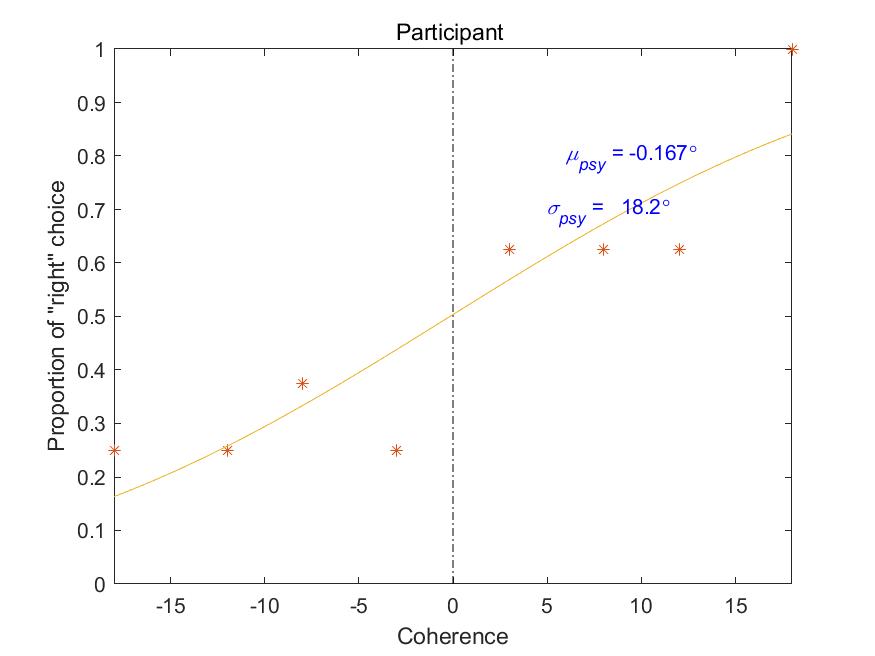 Participant
1
0.9
0.8
0.7
0.6
0.5
0.4
0.3
0.2
0.1
0
Proportion of "right" choice
μpsy = -0.167°
σpsy = 18.2°
-15 -10 -5 0 5 10 15
Coherence